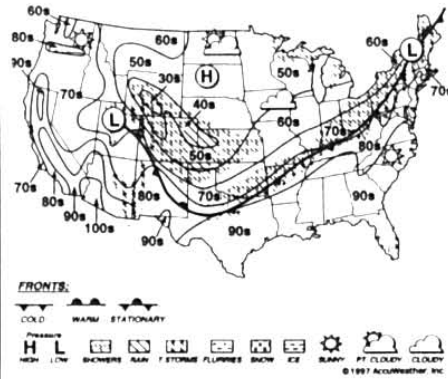 60s
80s
90s
70s
60s
50s
30s
40s
H
L
50s
60s
60s
L
70s
60s
70s
80s
50s
70s
80s
70s
80s
90s
100s
90s
90s
90s
FRONTS:
COLD WARM STATIONARY
Pressure
H L
HIGH LOW SHOWERS RAIN T-STORMS FLURRIES SNOW ICE SUNNY PT. CLOUDY CLOUDY
© 1997 AccuWeather, Inc